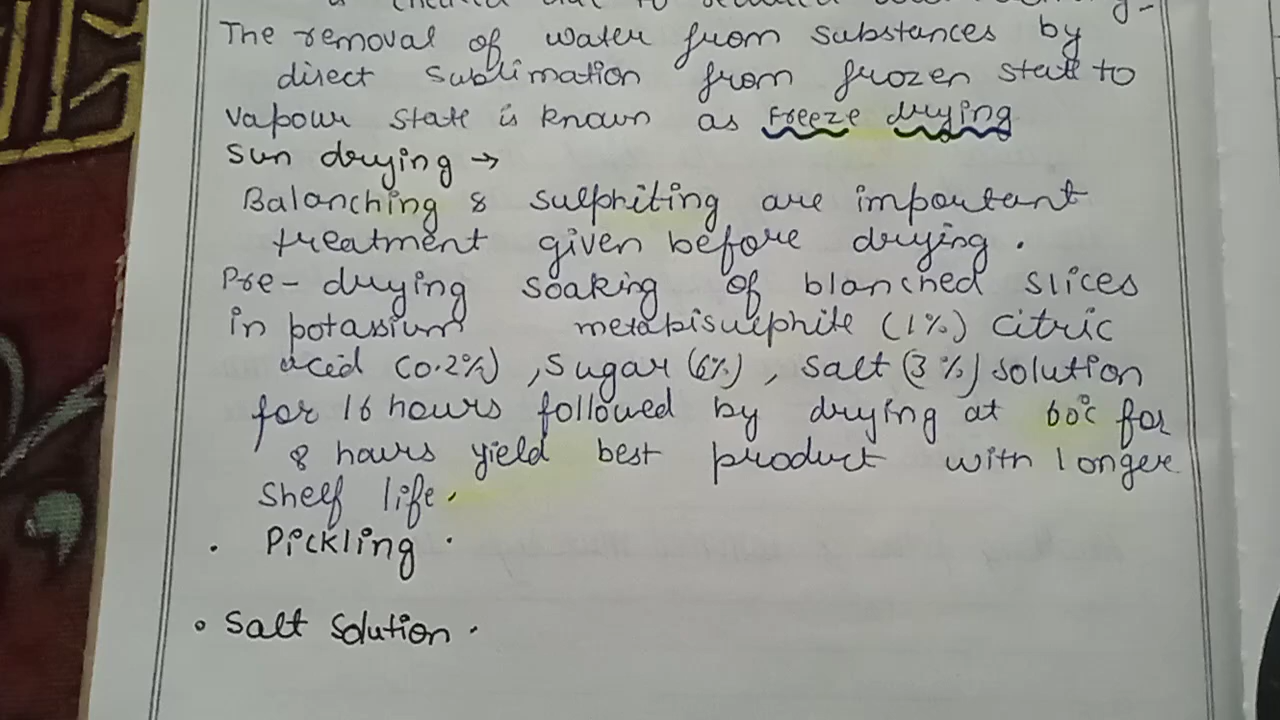 The removal of water from substances by
direct sublimation from frozen state to
vapour state is known as Freeze drying
Sun drying →
Balanching & sulphiting are important
treatment given before drying.
Pre-drying soaking of blanched slices
in potassium metabisulphite (1%) citric
acid (0.2%), sugar (6%), salt (3%) solution
for 16 hours followed by drying at 60°c for
8 hours yield best product with longer
shelf life.
• Pickling.
• Salt Solution.